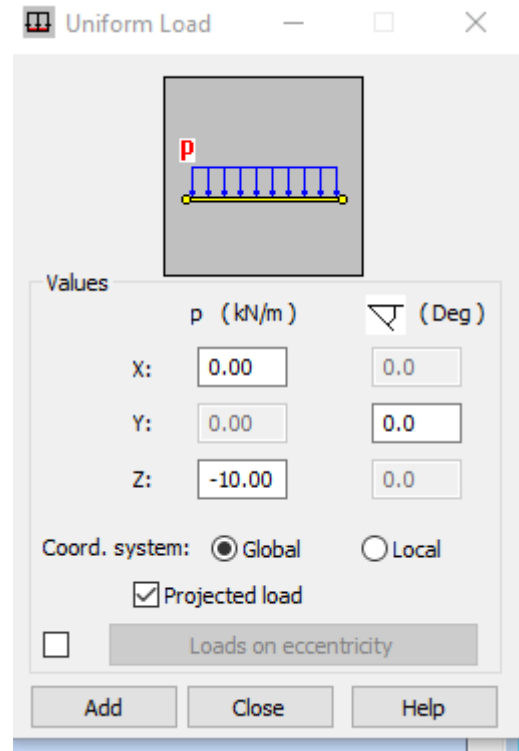 Uniform Load
p
Values
p (kN/m) (Deg)
X: 0.00 0.0
Y: 0.00 0.0
Z: -10.00 0.0
Coord. system: Global Local
Projected load
Loads on eccentricity
Add Close Help